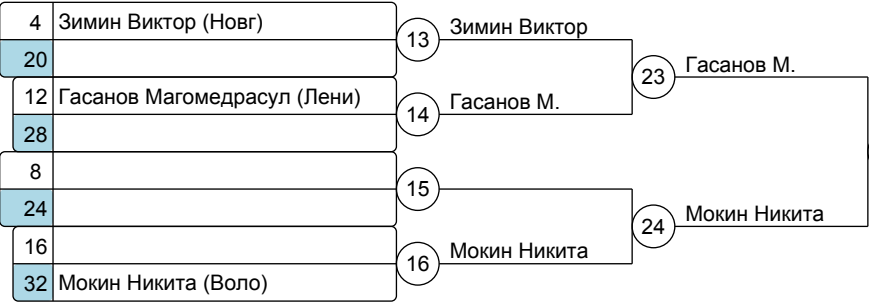 4 Зимин Виктор (Новг)
20
12 Гасанов Магомедрасул (Лени)
28
8
24
16
32 Мокин Никита (Воло)
13 Зимин Виктор
14 Гасанов М.
15
16 Мокин Никита
23 Гасанов М.
24 Мокин Никита